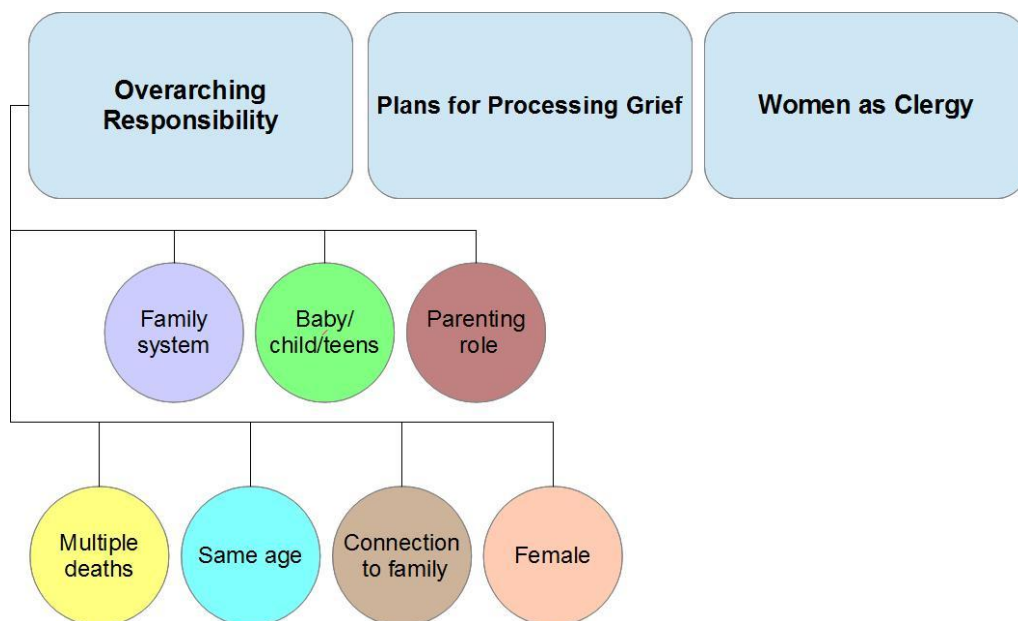 Overarching
Responsibility
Plans for Processing Grief
Women as Clergy
Family
system
Baby/
child/teens
Parenting
role
Multiple
deaths
Same age
Connection
to family
Female